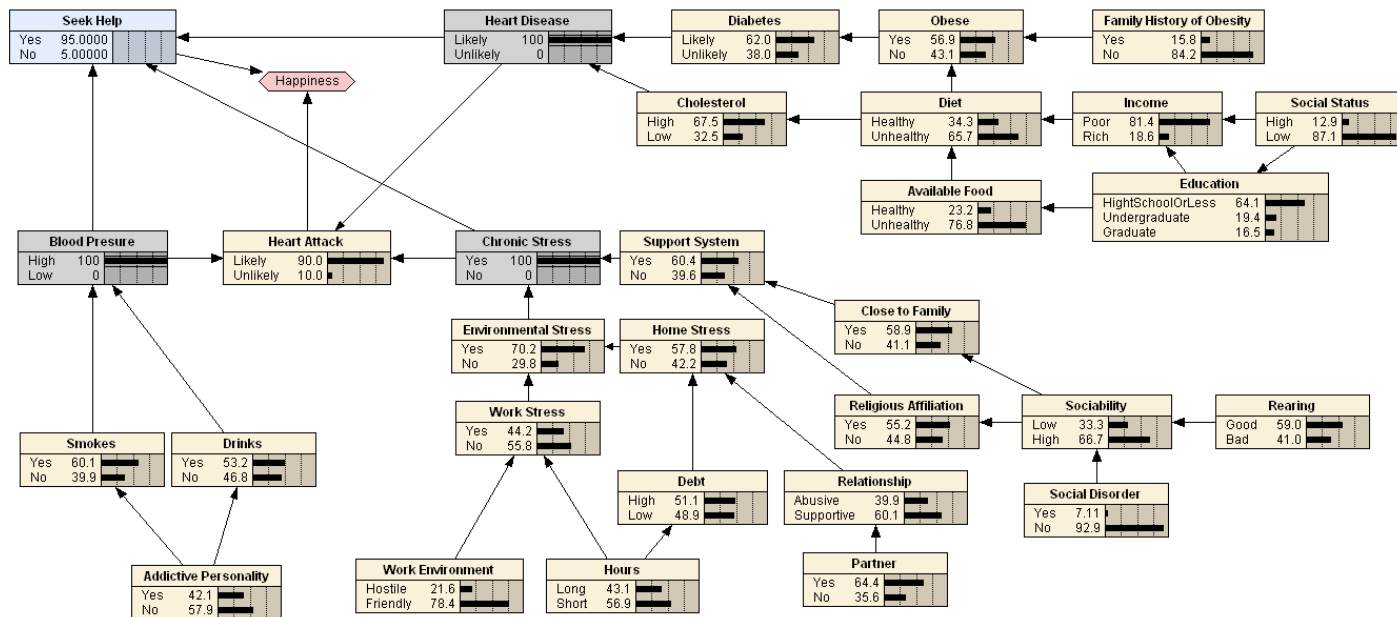 Seek Help
Yes 95.0000
No 5.00000
Heart Disease
Likely 100
Unlikely 0
Diabetes
Likely 62.0
Unlikely 38.0
Obese
Yes 56.9
No 43.1
Family History of Obesity
Yes 15.8
No 84.2
Happiness
Cholesterol
High 67.5
Low 32.5
Diet
Healthy 34.3
Unhealthy 65.7
Income
Poor 81.4
Rich 18.6
Social Status
High 12.9
Low 87.1
Available Food
Healthy 23.2
Unhealthy 76.8
Education
HightSchoolOrLess 64.1
Undergraduate 19.4
Graduate 16.5
Blood Presure
High 100
Low 0
Heart Attack
Likely 90.0
Unlikely 10.0
Chronic Stress
Yes 100
No 0
Support System
Yes 60.4
No 39.6
Close to Family
Yes 58.9
No 41.1
Environmental Stress
Yes 70.2
No 29.8
Home Stress
Yes 57.8
No 42.2
Work Stress
Yes 44.2
No 55.8
Religious Affiliation
Yes 55.2
No 44.8
Sociability
Low 33.3
High 66.7
Rearing
Good 59.0
Bad 41.0
Smokes
Yes 60.1
No 39.9
Drinks
Yes 53.2
No 46.8
Debt
High 51.1
Low 48.9
Relationship
Abusive 39.9
Supportive 60.1
Social Disorder
Yes 7.11
No 92.9
Addictive Personality
Yes 42.1
No 57.9
Work Environment
Hostile 21.6
Friendly 78.4
Hours
Long 43.1
Short 56.9
Partner
Yes 64.4
No 35.6